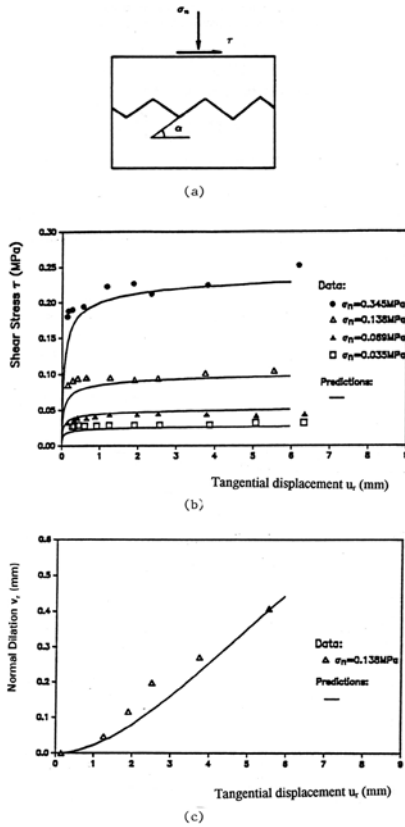 σₙ
τ
α
(a)
Shear Stress τ (MPa)
0.30
0.25
0.20
0.15
0.10
0.05
0.00
0 1 2 3 4 5 6 7 8 9
Data:
● σₙ=0.345MPa
△ σₙ=0.138MPa
▲ σₙ=0.069MPa
□ σₙ=0.035MPa
Predictions:
Tangential displacement uᵣ (mm)
(b)
Normal Dilation vᵣ (mm)
0.6
0.4
0.3
0.2
0.1
0.0
0 1 2 3 4 5 6 7 8 9
Data:
△ σₙ=0.138MPa
Predictions:
Tangential displacement uᵣ (mm)
(c)